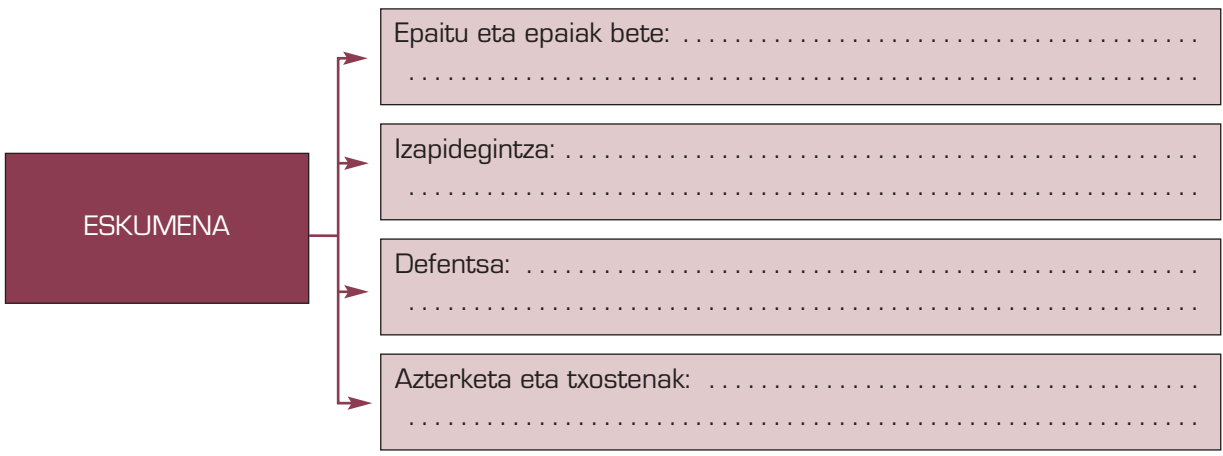 Epaitu eta epaiak bete: . . . . . . . . . . . . . . . . . . . . . . . . . . . . . . . . . . . . . . . .
. . . . . . . . . . . . . . . . . . . . . . . . . . . . . . . . . . . . . . . . . . . . . . . . . . . . . . . . . . . . .
Izapidegintza: . . . . . . . . . . . . . . . . . . . . . . . . . . . . . . . . . . . . . . . . . . . . . . . . .
. . . . . . . . . . . . . . . . . . . . . . . . . . . . . . . . . . . . . . . . . . . . . . . . . . . . . . . . . . . . .
ESKUMENA
Defentsa: . . . . . . . . . . . . . . . . . . . . . . . . . . . . . . . . . . . . . . . . . . . . . . . . . . . .
. . . . . . . . . . . . . . . . . . . . . . . . . . . . . . . . . . . . . . . . . . . . . . . . . . . . . . . . . . . . .
Azterketa eta txostenak: . . . . . . . . . . . . . . . . . . . . . . . . . . . . . . . . . . . . . .
. . . . . . . . . . . . . . . . . . . . . . . . . . . . . . . . . . . . . . . . . . . . . . . . . . . . . . . . . . . . .